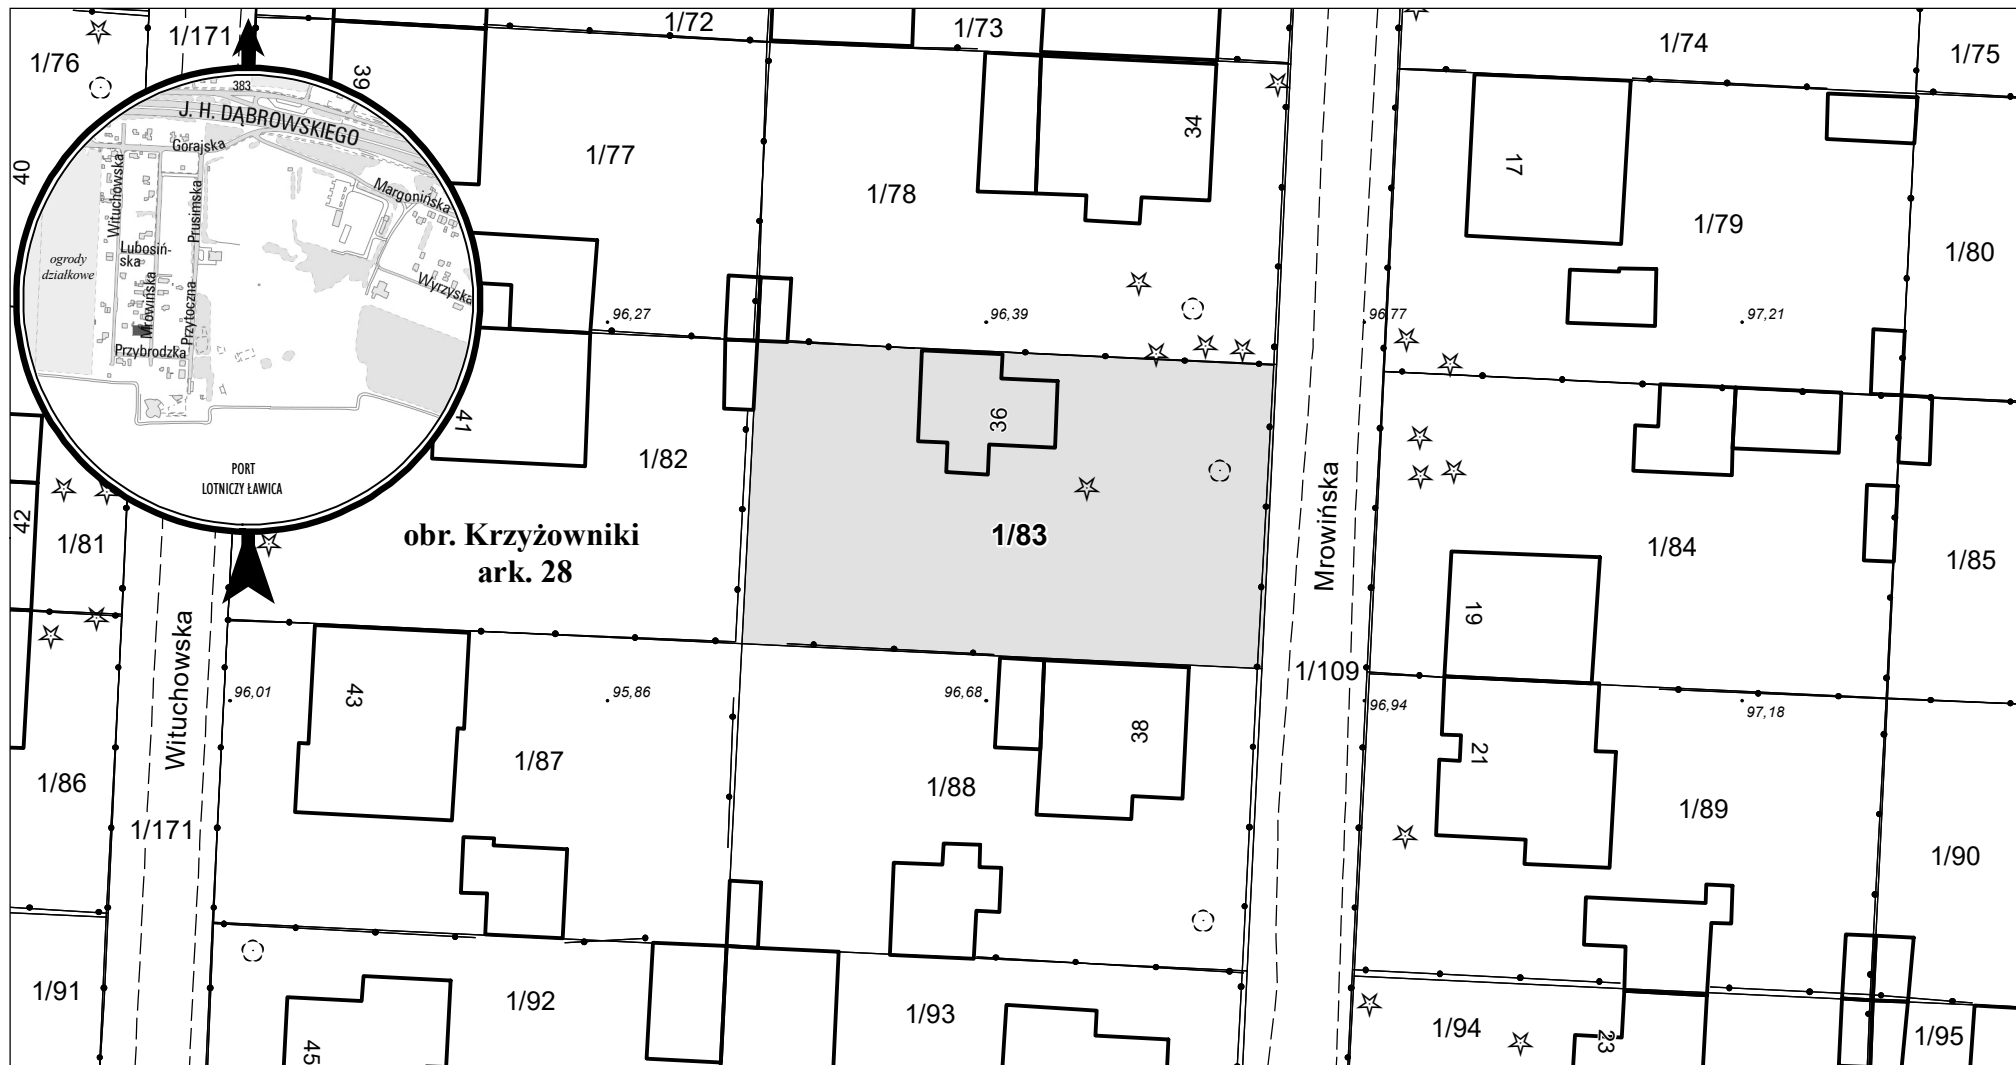 1/76
1/171
39
1/72
1/73
1/74
1/75
40
1/77
1/78
34
17
1/79
1/80
383
J. H. DĄBROWSKIEGO
Gorajska
Wituchowska
Prusimska
Margonińska
Lubosiń-
ska
ogrody
działkowe
Mrowińska
Przytoczna
Wyrzyska
Przybrodzka
PORT
LOTNICZY ŁAWICA
96,27
96,39
96,77
97,21
41
1/82
36
42
1/81
obr. Krzyżowniki
ark. 28
1/83
Mrowińska
1/84
1/85
19
Wituchowska
1/109
96,01
95,86
96,68
96,94
97,18
43
38
21
1/86
1/87
1/88
1/89
1/171
1/90
1/91
1/92
1/93
1/94
1/95
45
23